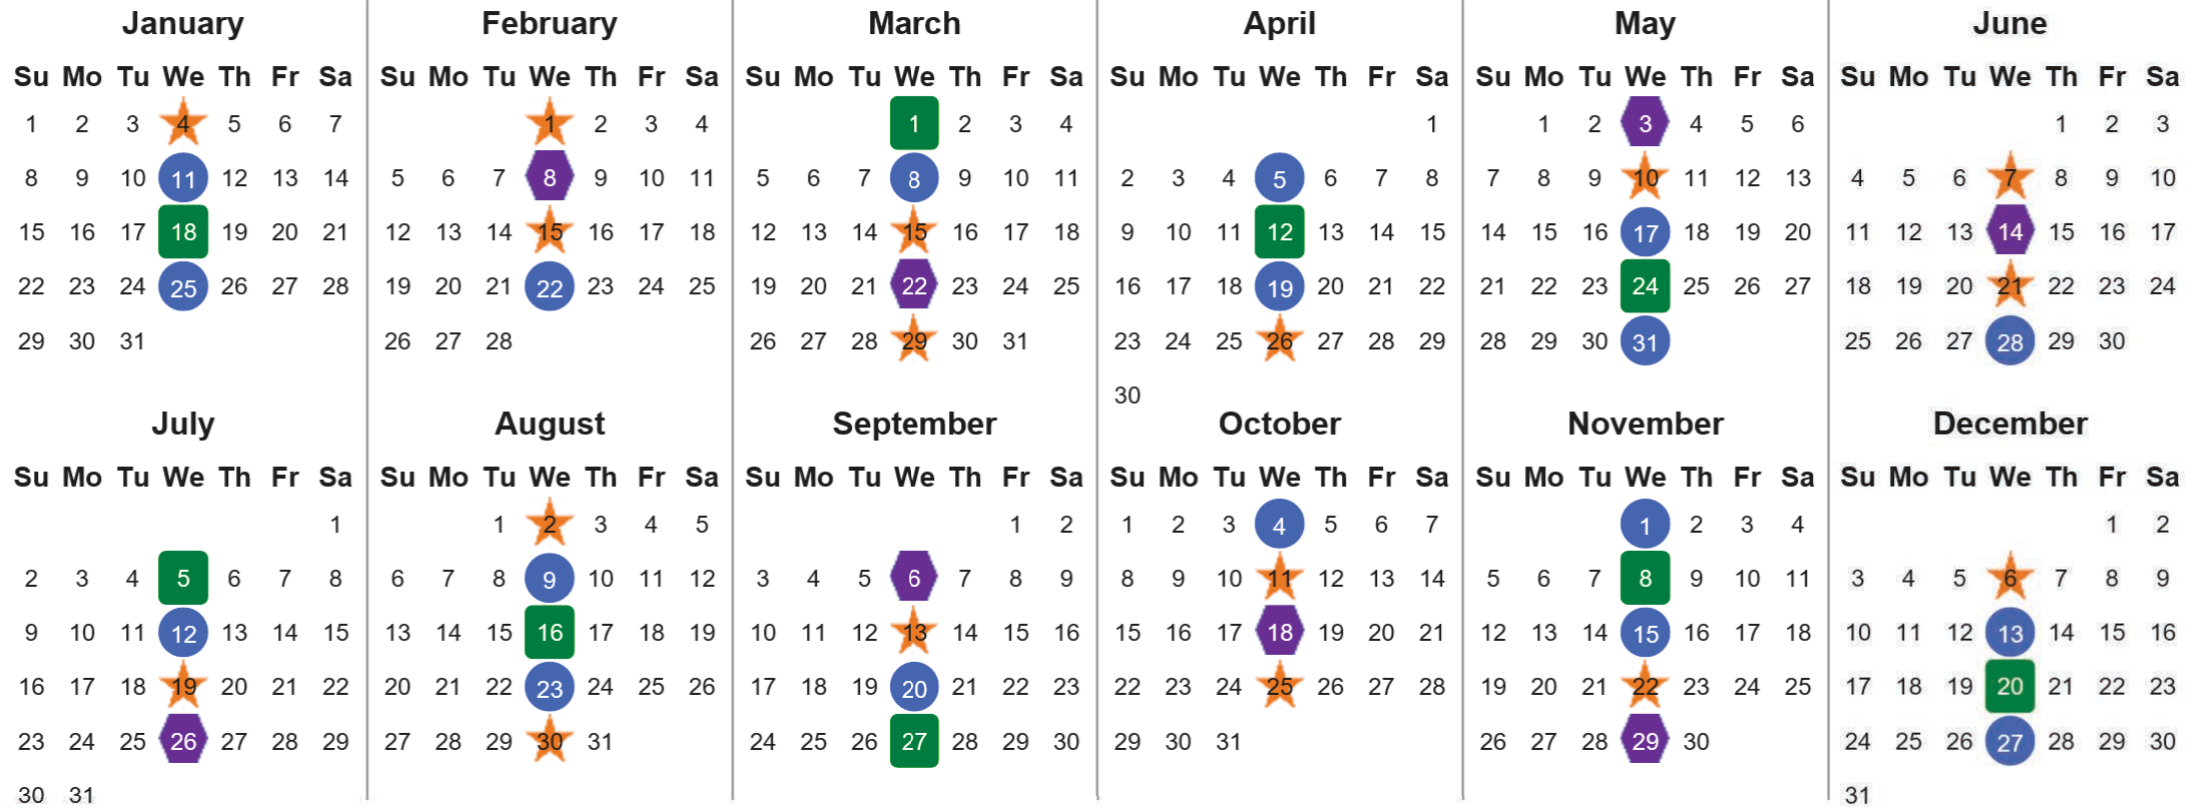 January
Su Mo Tu We Th Fr Sa
1 2 3 4 5 6 7
8 9 10 11 12 13 14
15 16 17 18 19 20 21
22 23 24 25 26 27 28
29 30 31
February
Su Mo Tu We Th Fr Sa
1 2 3 4
5 6 7 8 9 10 11
12 13 14 15 16 17 18
19 20 21 22 23 24 25
26 27 28
March
Su Mo Tu We Th Fr Sa
1 2 3 4
5 6 7 8 9 10 11
12 13 14 15 16 17 18
19 20 21 22 23 24 25
26 27 28 29 30 31
April
Su Mo Tu We Th Fr Sa
1
2 3 4 5 6 7 8
9 10 11 12 13 14 15
16 17 18 19 20 21 22
23 24 25 26 27 28 29
30
May
Su Mo Tu We Th Fr Sa
1 2 3 4 5 6
7 8 9 10 11 12 13
14 15 16 17 18 19 20
21 22 23 24 25 26 27
28 29 30 31
June
Su Mo Tu We Th Fr Sa
1 2 3
4 5 6 7 8 9 10
11 12 13 14 15 16 17
18 19 20 21 22 23 24
25 26 27 28 29 30
July
Su Mo Tu We Th Fr Sa
1
2 3 4 5 6 7 8
9 10 11 12 13 14 15
16 17 18 19 20 21 22
23 24 25 26 27 28 29
30 31
August
Su Mo Tu We Th Fr Sa
1 2 3 4 5
6 7 8 9 10 11 12
13 14 15 16 17 18 19
20 21 22 23 24 25 26
27 28 29 30 31
September
Su Mo Tu We Th Fr Sa
1 2
3 4 5 6 7 8 9
10 11 12 13 14 15 16
17 18 19 20 21 22 23
24 25 26 27 28 29 30
October
Su Mo Tu We Th Fr Sa
1 2 3 4 5 6 7
8 9 10 11 12 13 14
15 16 17 18 19 20 21
22 23 24 25 26 27 28
29 30 31
November
Su Mo Tu We Th Fr Sa
1 2 3 4
5 6 7 8 9 10 11
12 13 14 15 16 17 18
19 20 21 22 23 24 25
26 27 28 29 30
December
Su Mo Tu We Th Fr Sa
1 2
3 4 5 6 7 8 9
10 11 12 13 14 15 16
17 18 19 20 21 22 23
24 25 26 27 28 29 30
31